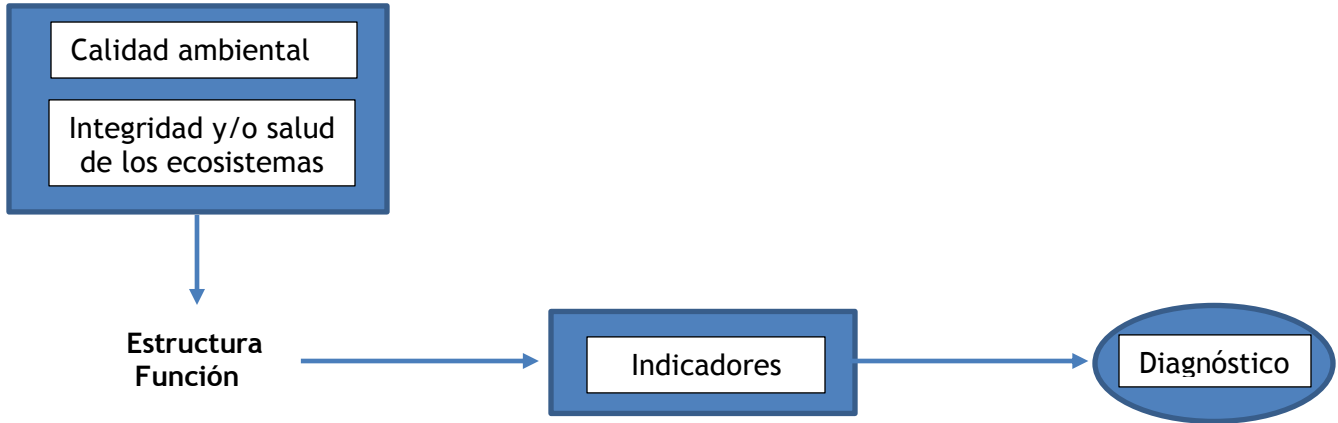 Calidad ambiental
Integridad y/o salud
de los ecosistemas
Estructura
Función
Indicadores
Diagnóstico